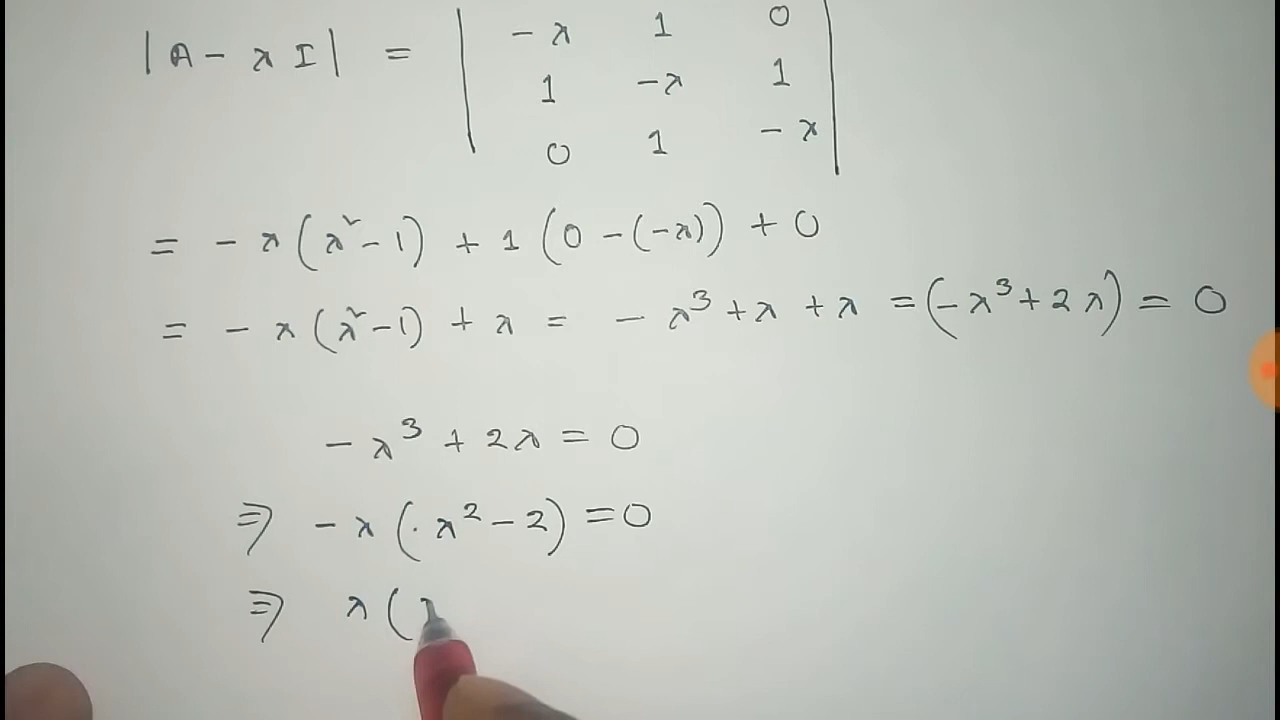 |A - λI| = | -λ 1 0 |
| 1 -λ 1 |
| 0 1 -λ |
= -λ(λ²-1) + 1(0-(-λ)) + 0
= -λ(λ²-1) + λ = -λ³+λ+λ = (-λ³+2λ) = 0
-λ³ + 2λ = 0
⇒ -λ(λ²-2) = 0
⇒ λ(λ